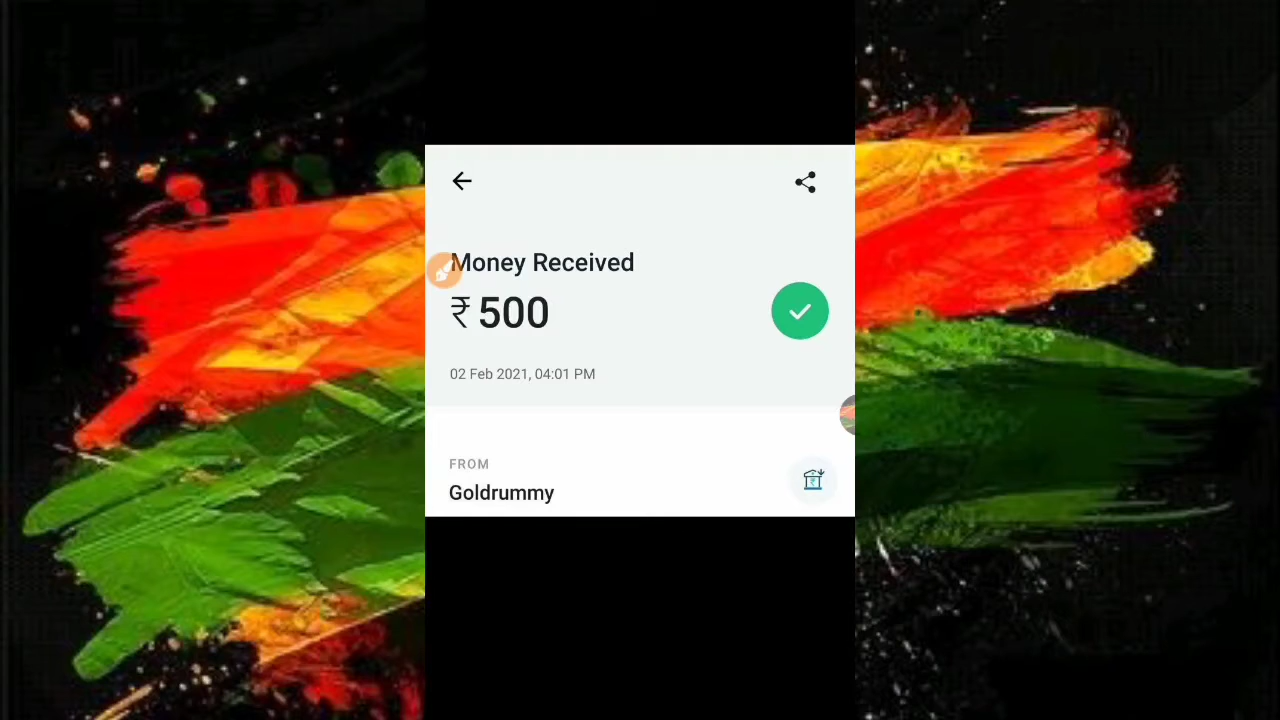 Money Received
₹ 500
02 Feb 2021, 04:01 PM
FROM
Goldrummy